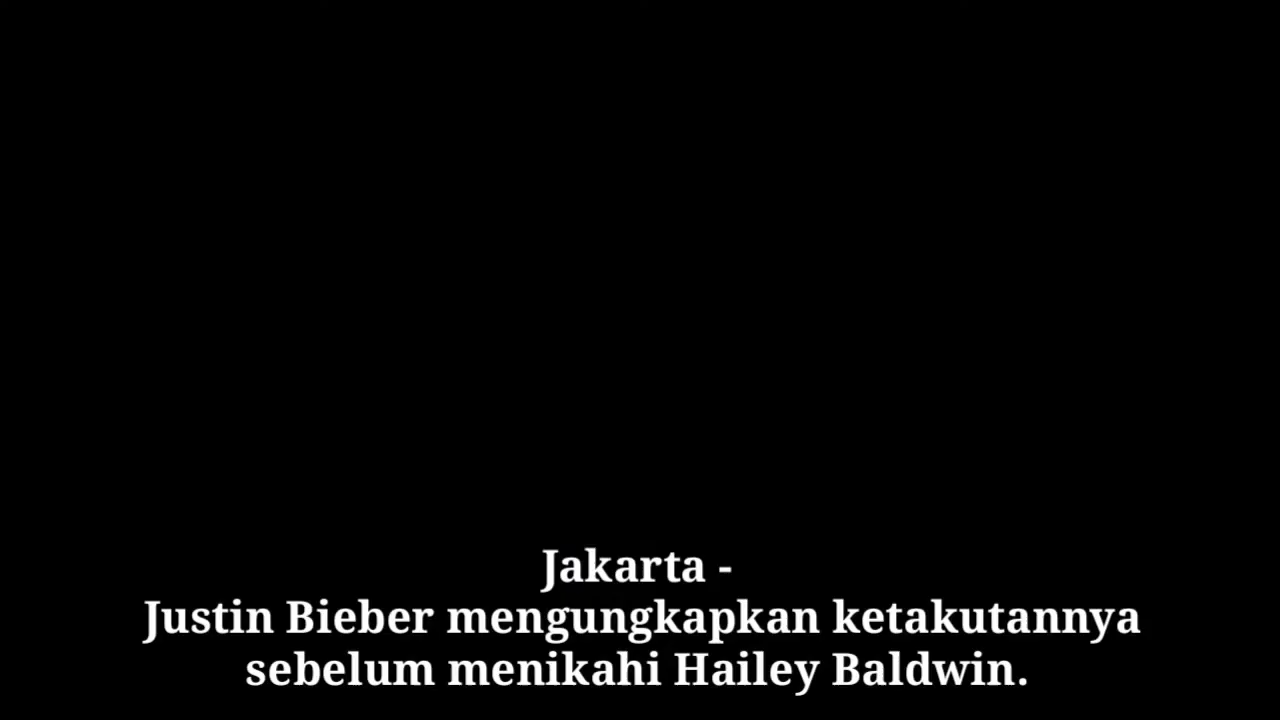 Jakarta -
Justin Bieber mengungkapkan ketakutannya
sebelum menikahi Hailey Baldwin.